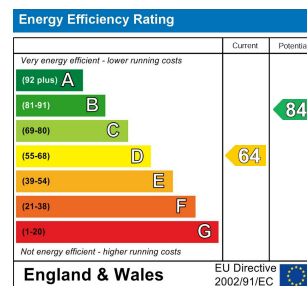 Energy Efficiency Rating
Current Potential
Very energy efficient - lower running costs
(92 plus) A
(81-91) B
(69-80) C
(55-68) D
(39-54) E
(21-38) F
(1-20) G
64
84
Not energy efficient - higher running costs
England & Wales
EU Directive
2002/91/EC